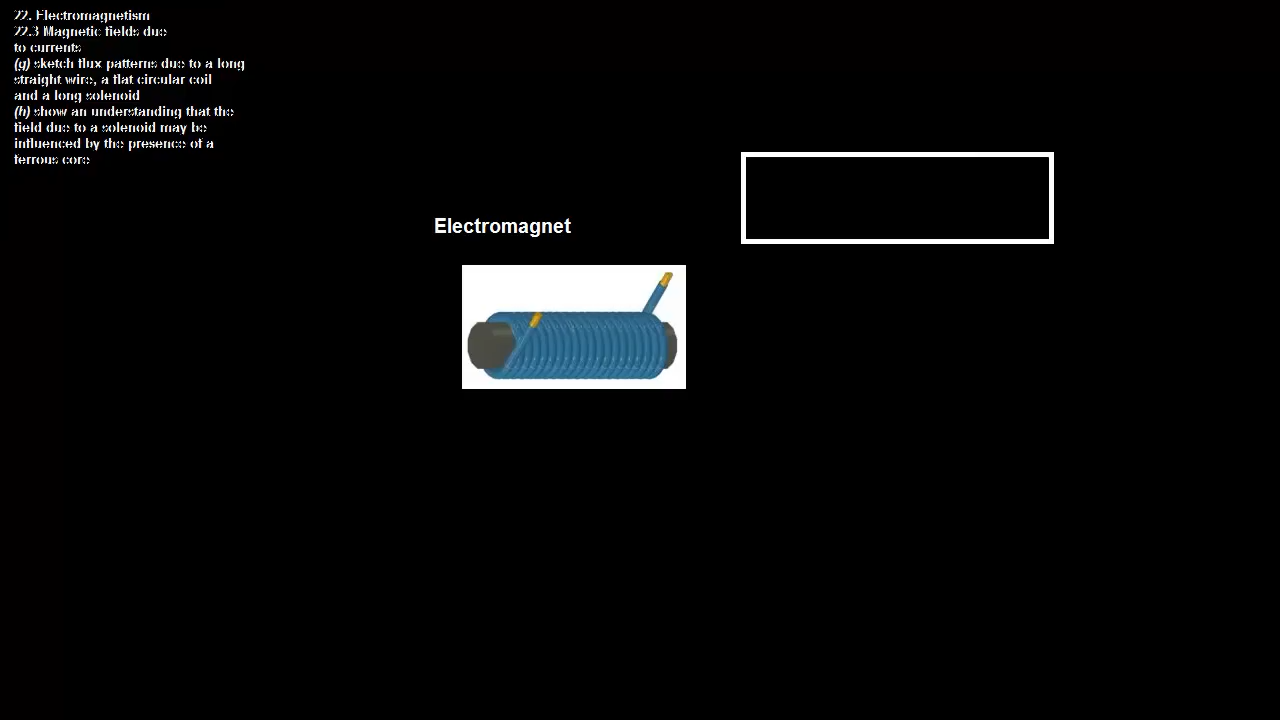 22. Electromagnetism
22.3 Magnetic fields due
to currents
(g) sketch flux patterns due to a long
straight wire, a flat circular coil
and a long solenoid
(h) show an understanding that the
field due to a solenoid may be
influenced by the presence of a
ferrous core
Electromagnet